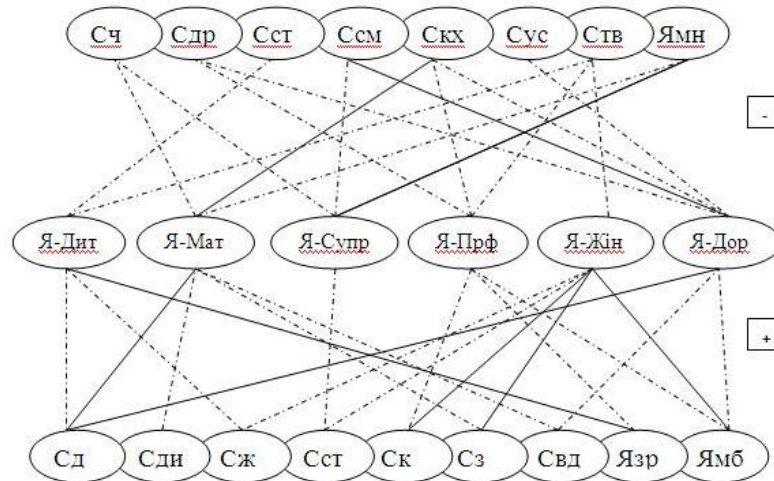 Сч Сдр Сст Ссм Скх Сус Ств Ямн
-
Я-Дит Я-Мат Я-Супр Я-Прф Я-Жін Я-Дор
+
Сд Сди Сж Сст Ск Сз Свд Язр Ямб